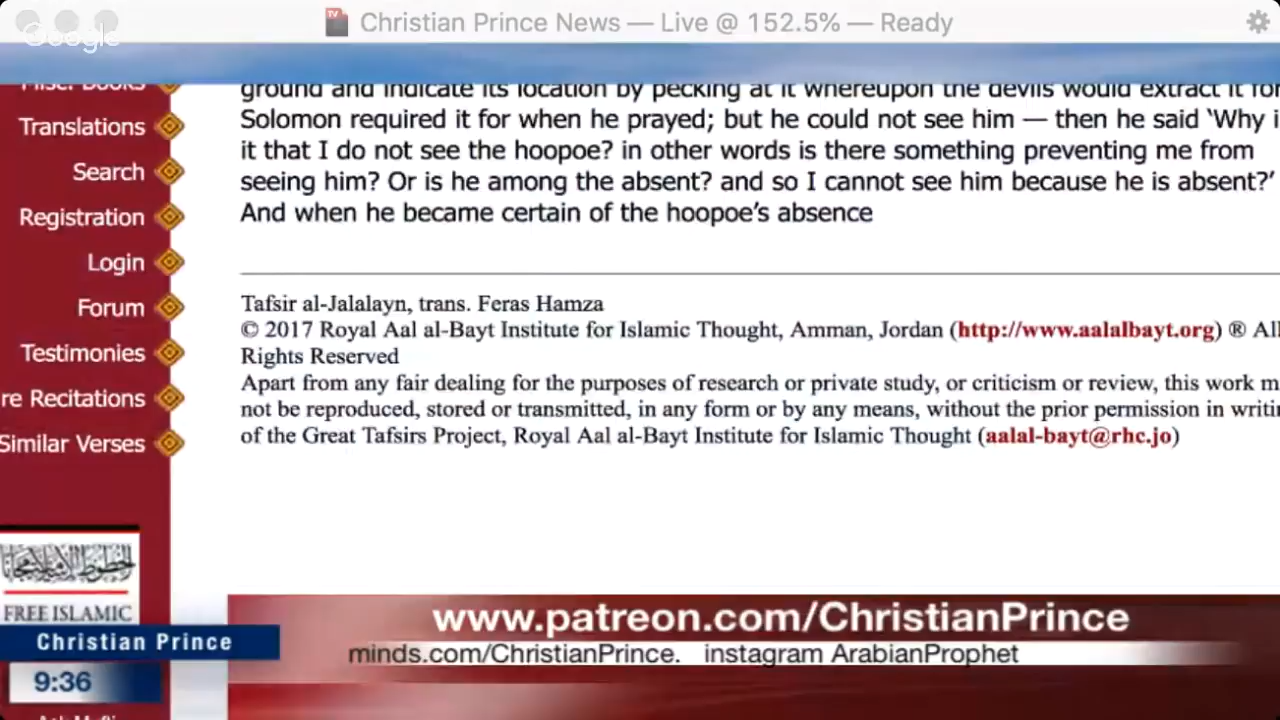 Christian Prince News — Live @ 152.5% — Ready
Google
Misc. Books
Translations
Search
Registration
Login
Forum
Testimonies
re Recitations
Similar Verses
ground and indicate its location by pecking at it whereupon the devils would extract it for
Solomon required it for when he prayed; but he could not see him — then he said ‘Why i
it that I do not see the hoopoe? in other words is there something preventing me from
seeing him? Or is he among the absent? and so I cannot see him because he is absent?’
And when he became certain of the hoopoe’s absence
Tafsir al-Jalalayn, trans. Feras Hamza
© 2017 Royal Aal al-Bayt Institute for Islamic Thought, Amman, Jordan (http://www.aalalbayt.org) ® All
Rights Reserved
Apart from any fair dealing for the purposes of research or private study, or criticism or review, this work m
not be reproduced, stored or transmitted, in any form or by any means, without the prior permission in writi
of the Great Tafsirs Project, Royal Aal al-Bayt Institute for Islamic Thought (aalal-bayt@rhc.jo)
FREE ISLAMIC
Christian Prince
9:36
www.patreon.com/ChristianPrince
minds.com/ChristianPrince. instagram ArabianProphet